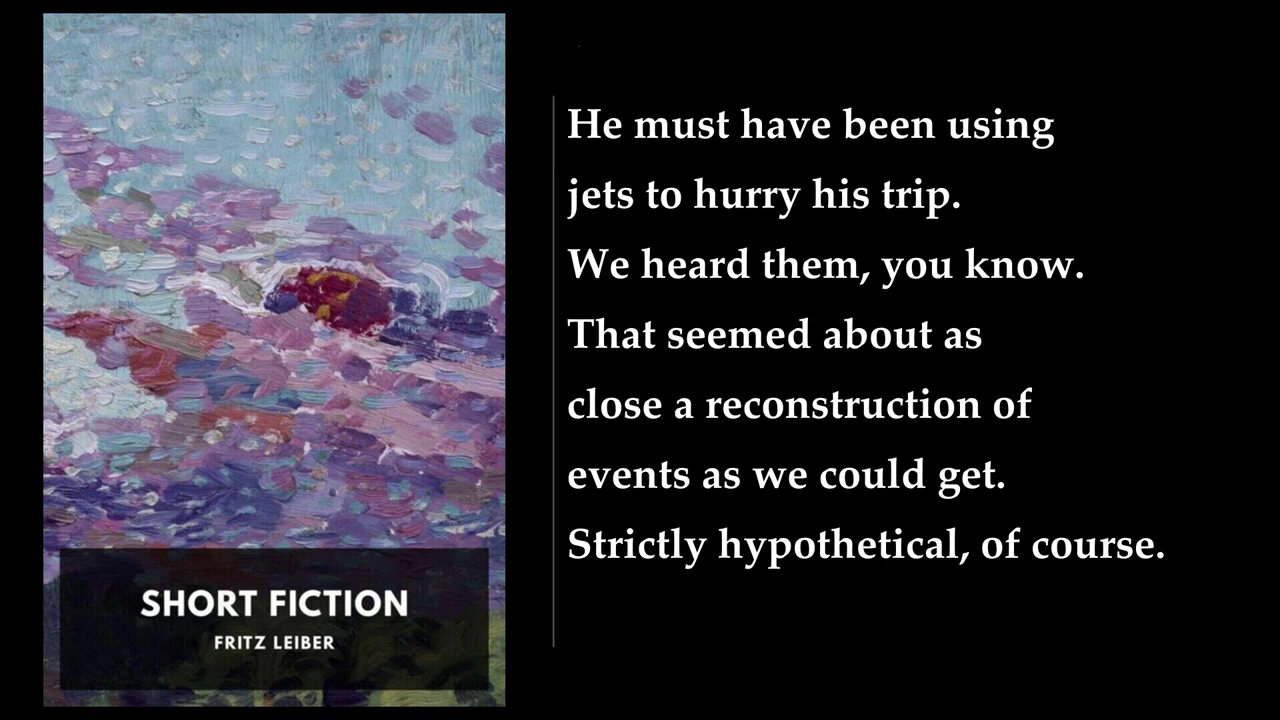 He must have been using
jets to hurry his trip.
We heard them, you know.
That seemed about as
close a reconstruction of
events as we could get.
Strictly hypothetical, of course.
SHORT FICTION
FRITZ LEIBER